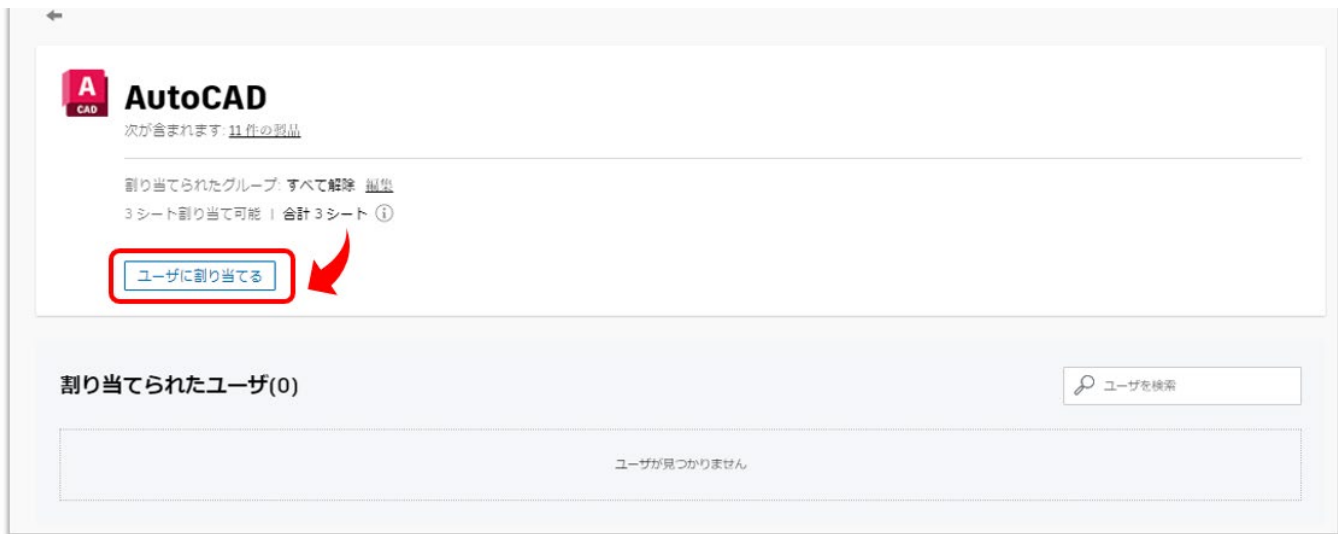 A
CAD
AutoCAD
次が含まれます: 11 件の製品
割り当てられたグループ: すべて解除 編集
3 シート割り当て可能 | 合計 3 シート i
ユーザに割り当てる
割り当てられたユーザ(0)
ユーザを検索
ユーザが見つかりません